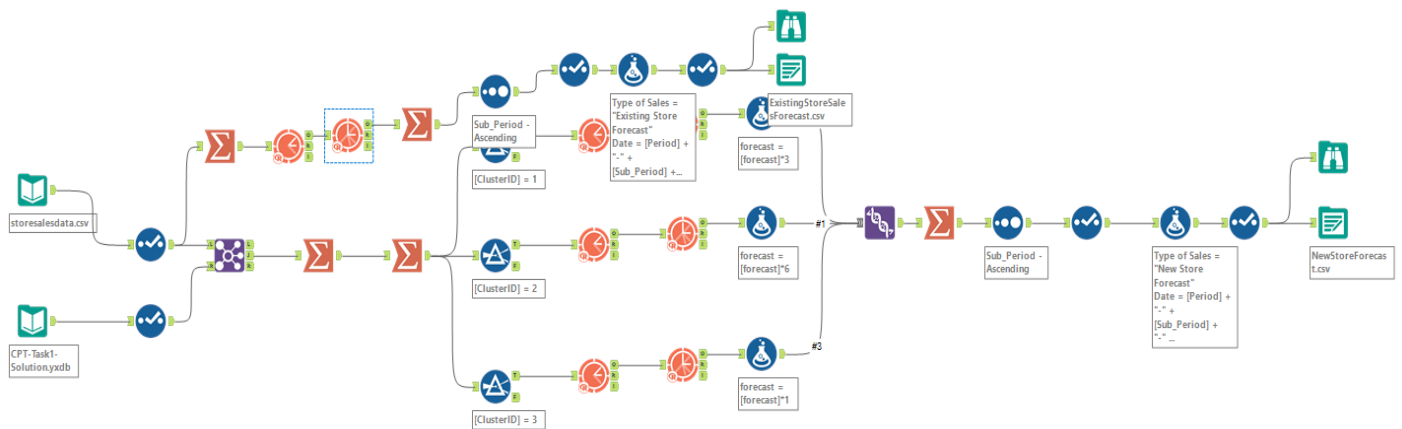 ExistingStoreSale
sForecast.csv
Type of Sales =
"Existing Store
Forecast"
Date = [Period] +
"-" +
[Sub_Period] +...
Sub_Period -
Ascending
forecast =
[forecast]*3
[ClusterID] = 1
storesalesdata.csv
#1
forecast =
[forecast]*6
[ClusterID] = 2
Sub_Period -
Ascending
Type of Sales =
"New Store
Forecast"
Date = [Period] +
"-" +
[Sub_Period] +
"-" ...
NewStoreForecas
t.csv
CPT-Task1-
Solution.yxdb
#3
forecast =
[forecast]*1
[ClusterID] = 3